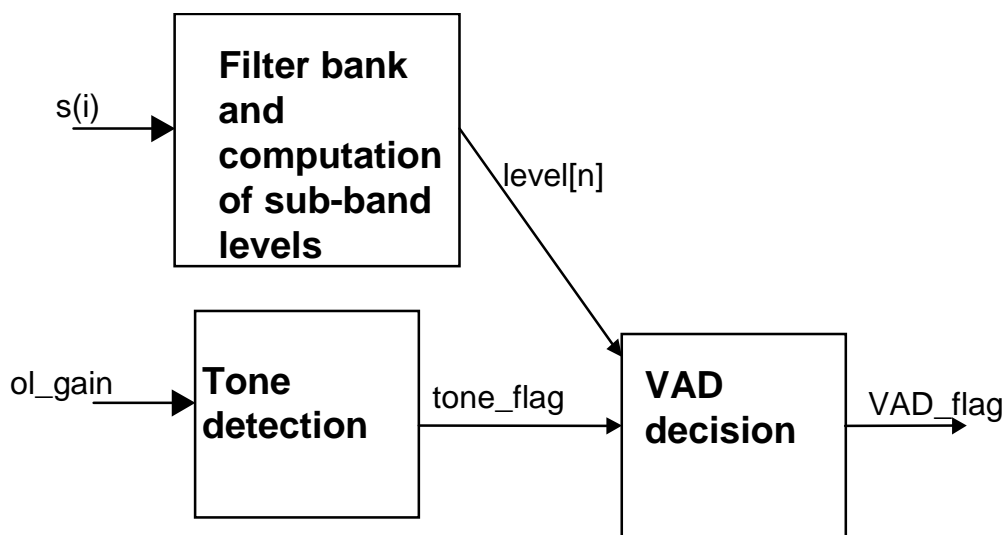 s(i)
Filter bank
and
computation
of sub-band
levels
level[n]
ol_gain
Tone
detection
tone_flag
VAD
decision
VAD_flag